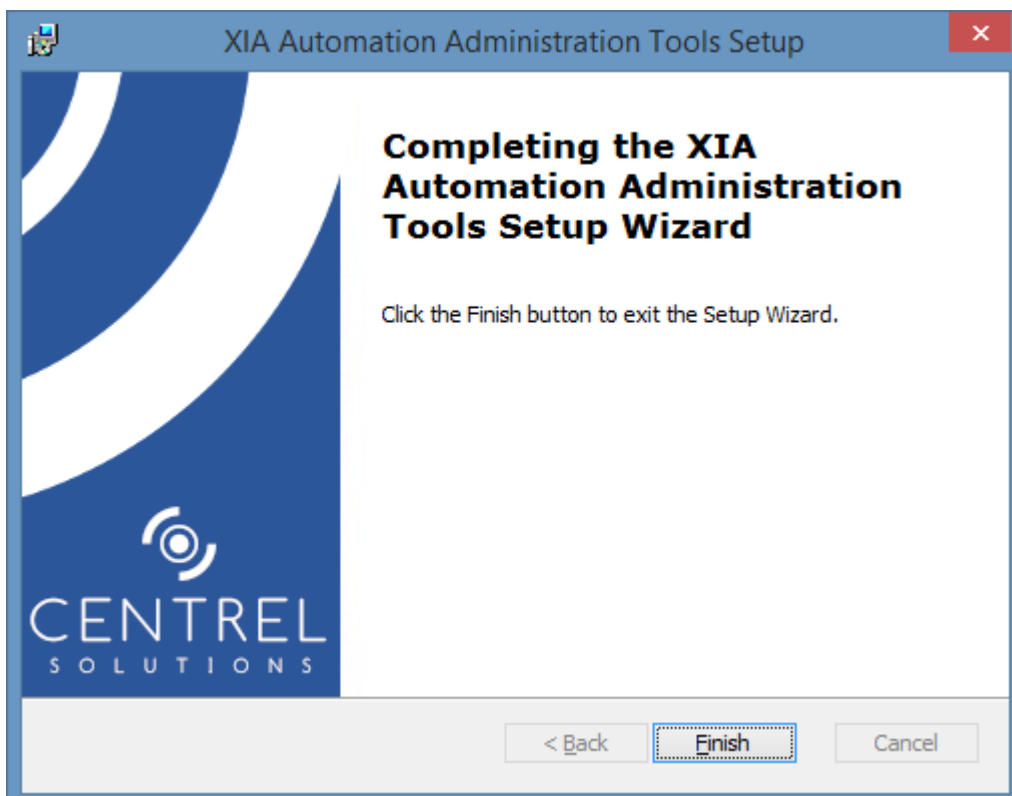 XIA Automation Administration Tools Setup
Completing the XIA
Automation Administration
Tools Setup Wizard
Click the Finish button to exit the Setup Wizard.
CENTREL
SOLUTIONS
< Back
Finish
Cancel